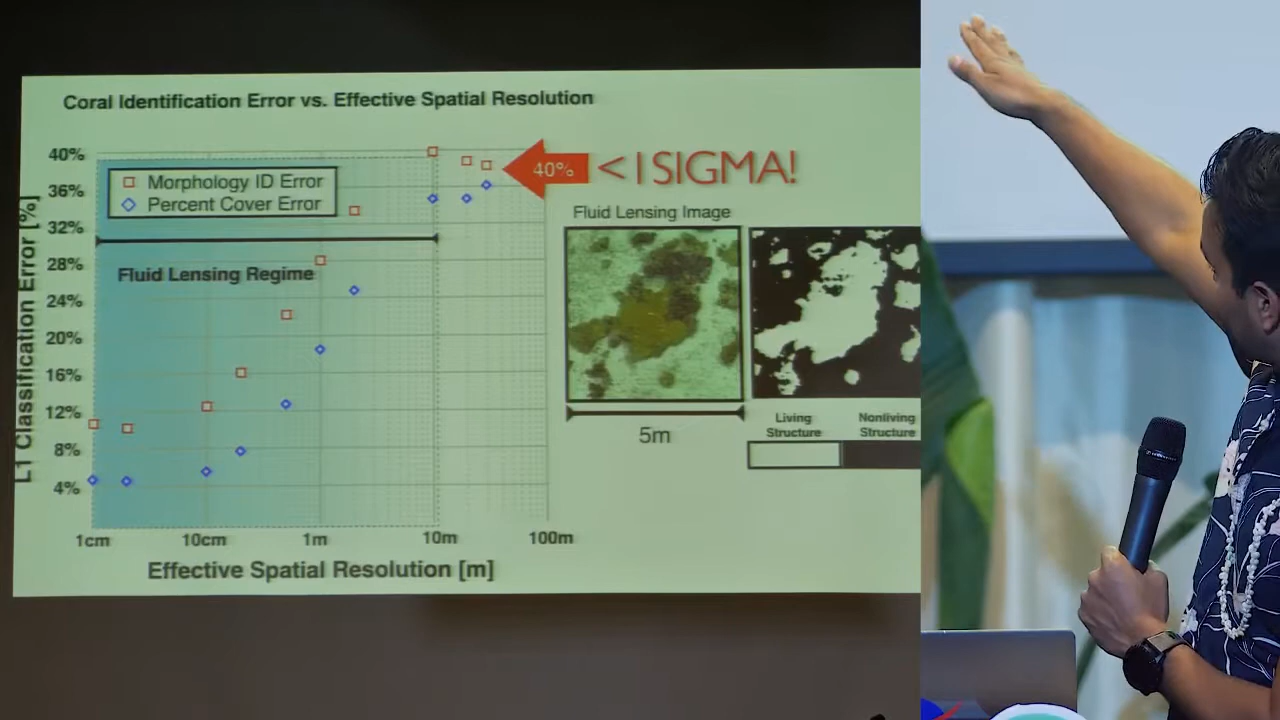 Coral Identification Error vs. Effective Spatial Resolution
L1 Classification Error [%]
40%
36%
32%
28%
24%
20%
16%
12%
8%
4%
Morphology ID Error
Percent Cover Error
Fluid Lensing Regime
1cm
10cm
1m
10m
100m
Effective Spatial Resolution [m]
40%
< 1 SIGMA!
Fluid Lensing Image
5m
Living
Structure
Nonliving
Structure